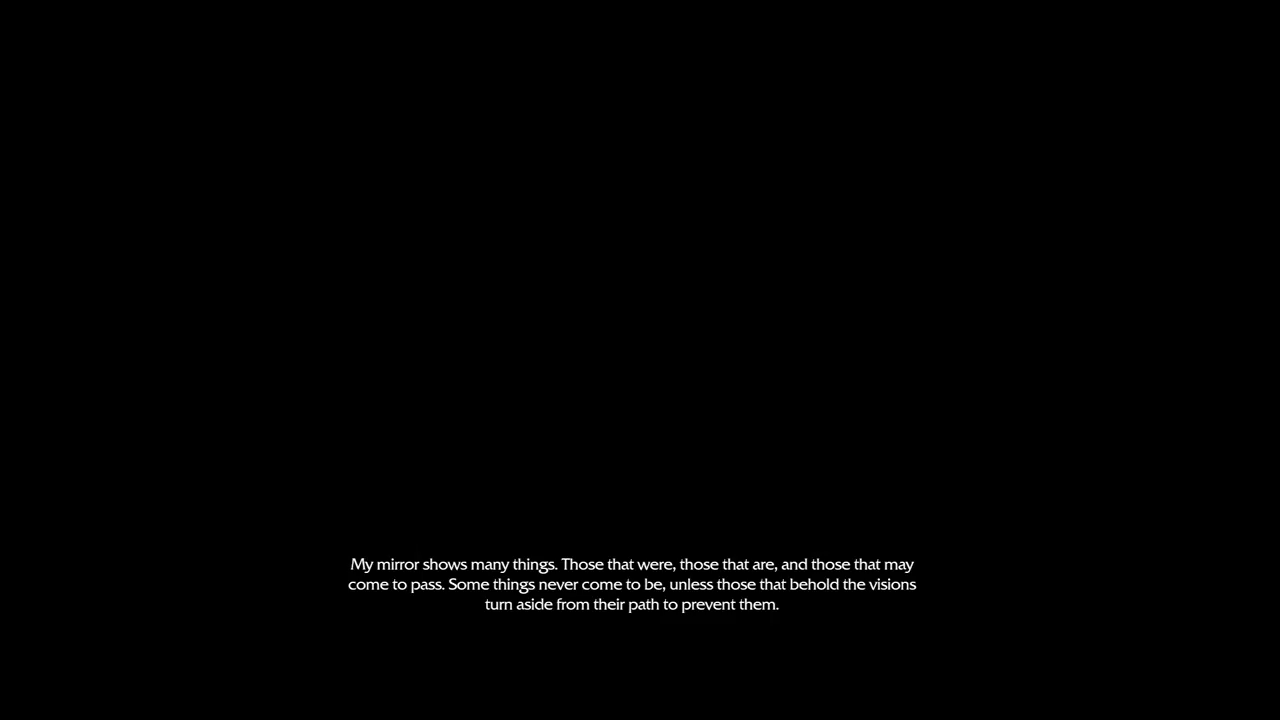 My mirror shows many things. Those that were, those that are, and those that may
come to pass. Some things never come to be, unless those that behold the visions
turn aside from their path to prevent them.